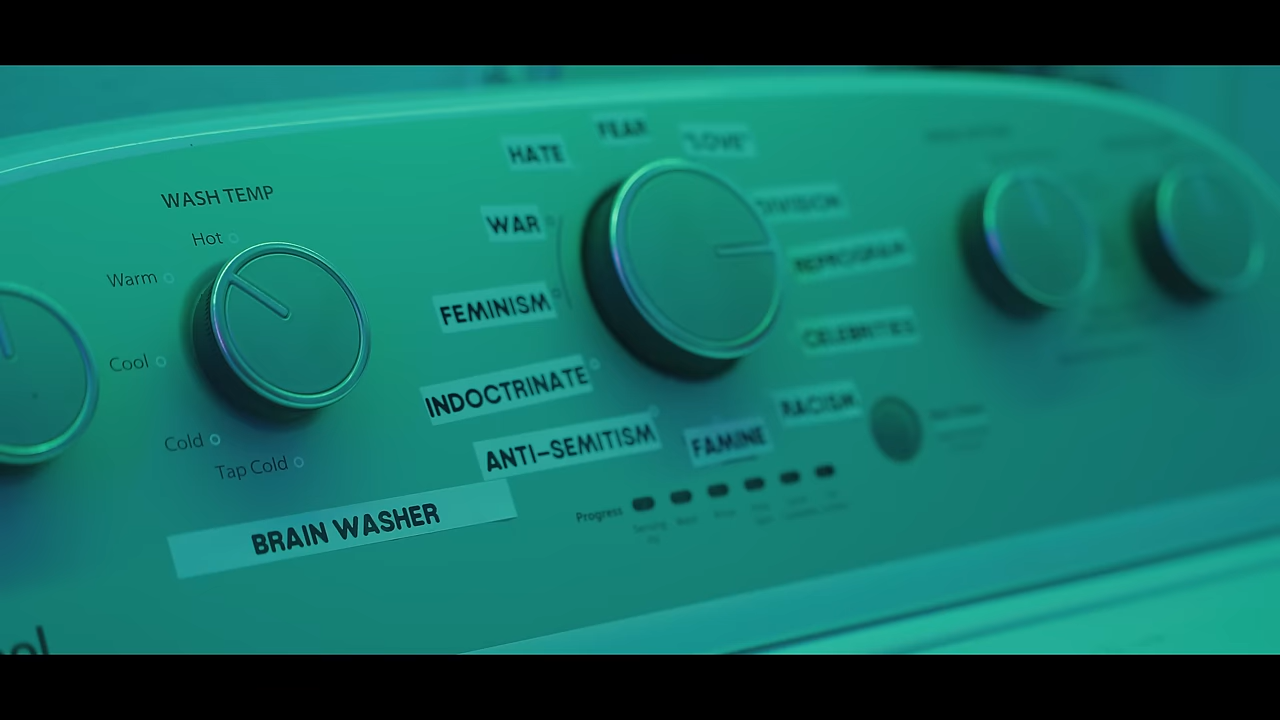 WASH TEMP
Hot
Warm
Cool
Cold
Tap Cold
BRAIN WASHER
FEAR
HATE
"LOVE"
WAR
DIVISION
REPROGRAM
FEMINISM
CELEBRITIES
INDOCTRINATE
RACISM
ANTI-SEMITISM
FAMINE
Progress